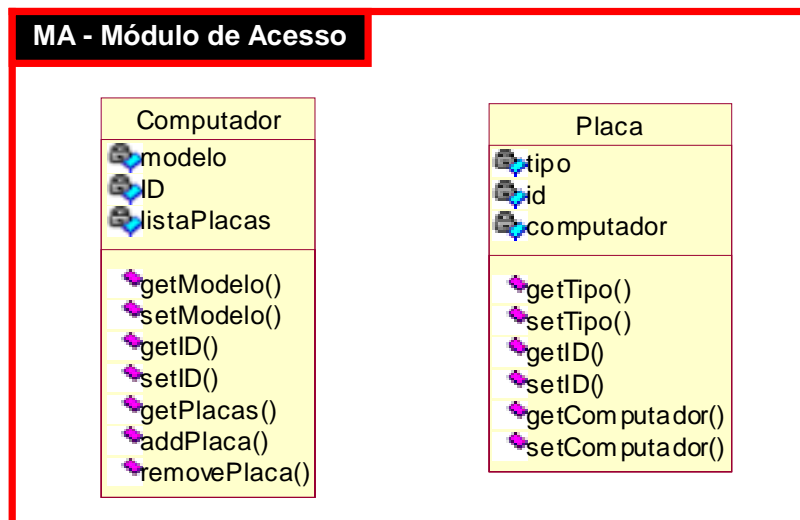 MA - Módulo de Acesso
Computador
modelo
ID
listaPlacas
getModelo()
setModelo()
getID()
setID()
getPlacas()
addPlaca()
removePlaca()
Placa
tipo
id
computador
getTipo()
setTipo()
getID()
setID()
getComputador()
setComputador()